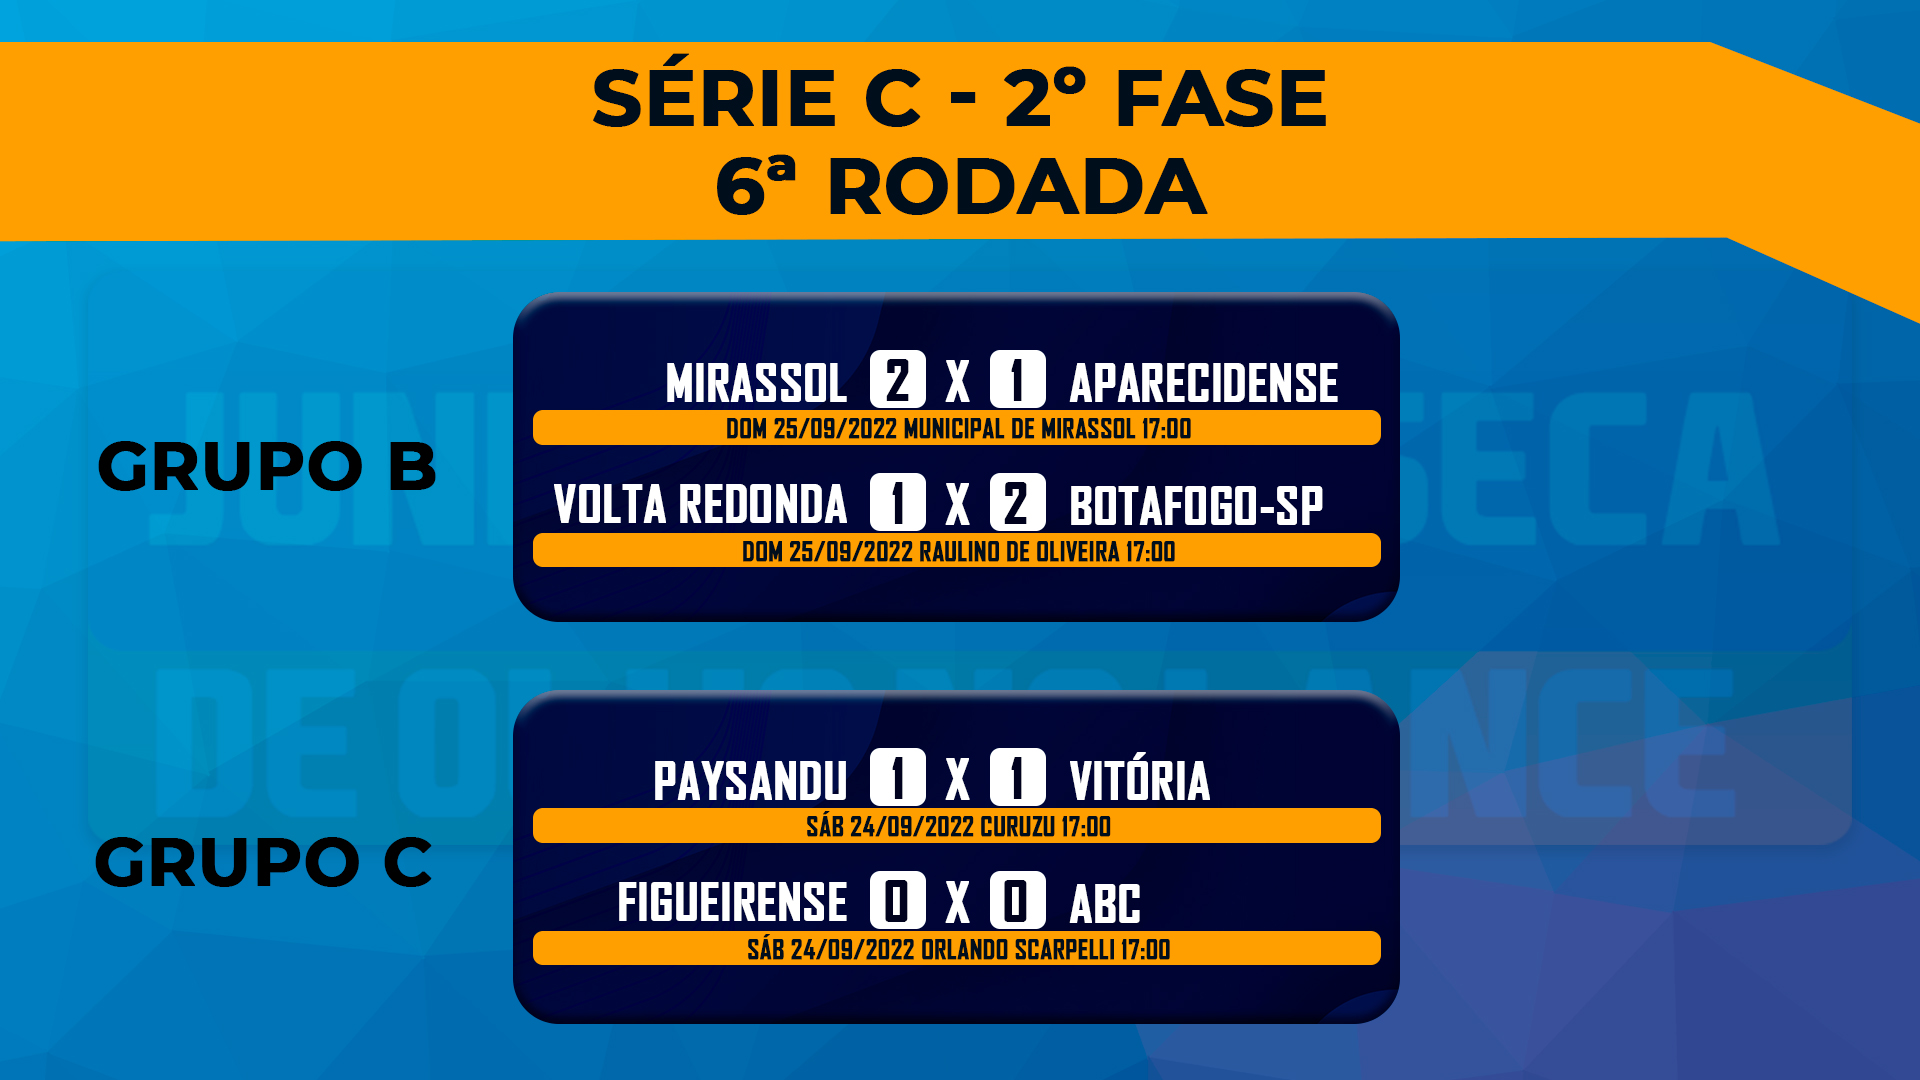 SÉRIE C - 2º FASE
6ª RODADA
GRUPO B
MIRASSOL 2 X 1 APARECIDENSE
DOM 25/09/2022 MUNICIPAL DE MIRASSOL 17:00
VOLTA REDONDA 1 X 2 BOTAFOGO-SP
DOM 25/09/2022 RAULINO DE OLIVEIRA 17:00
GRUPO C
PAYSANDU 1 X 1 VITÓRIA
SÁB 24/09/2022 CURUZU 17:00
FIGUEIRENSE 0 X 0 ABC
SÁB 24/09/2022 ORLANDO SCARPELLI 17:00